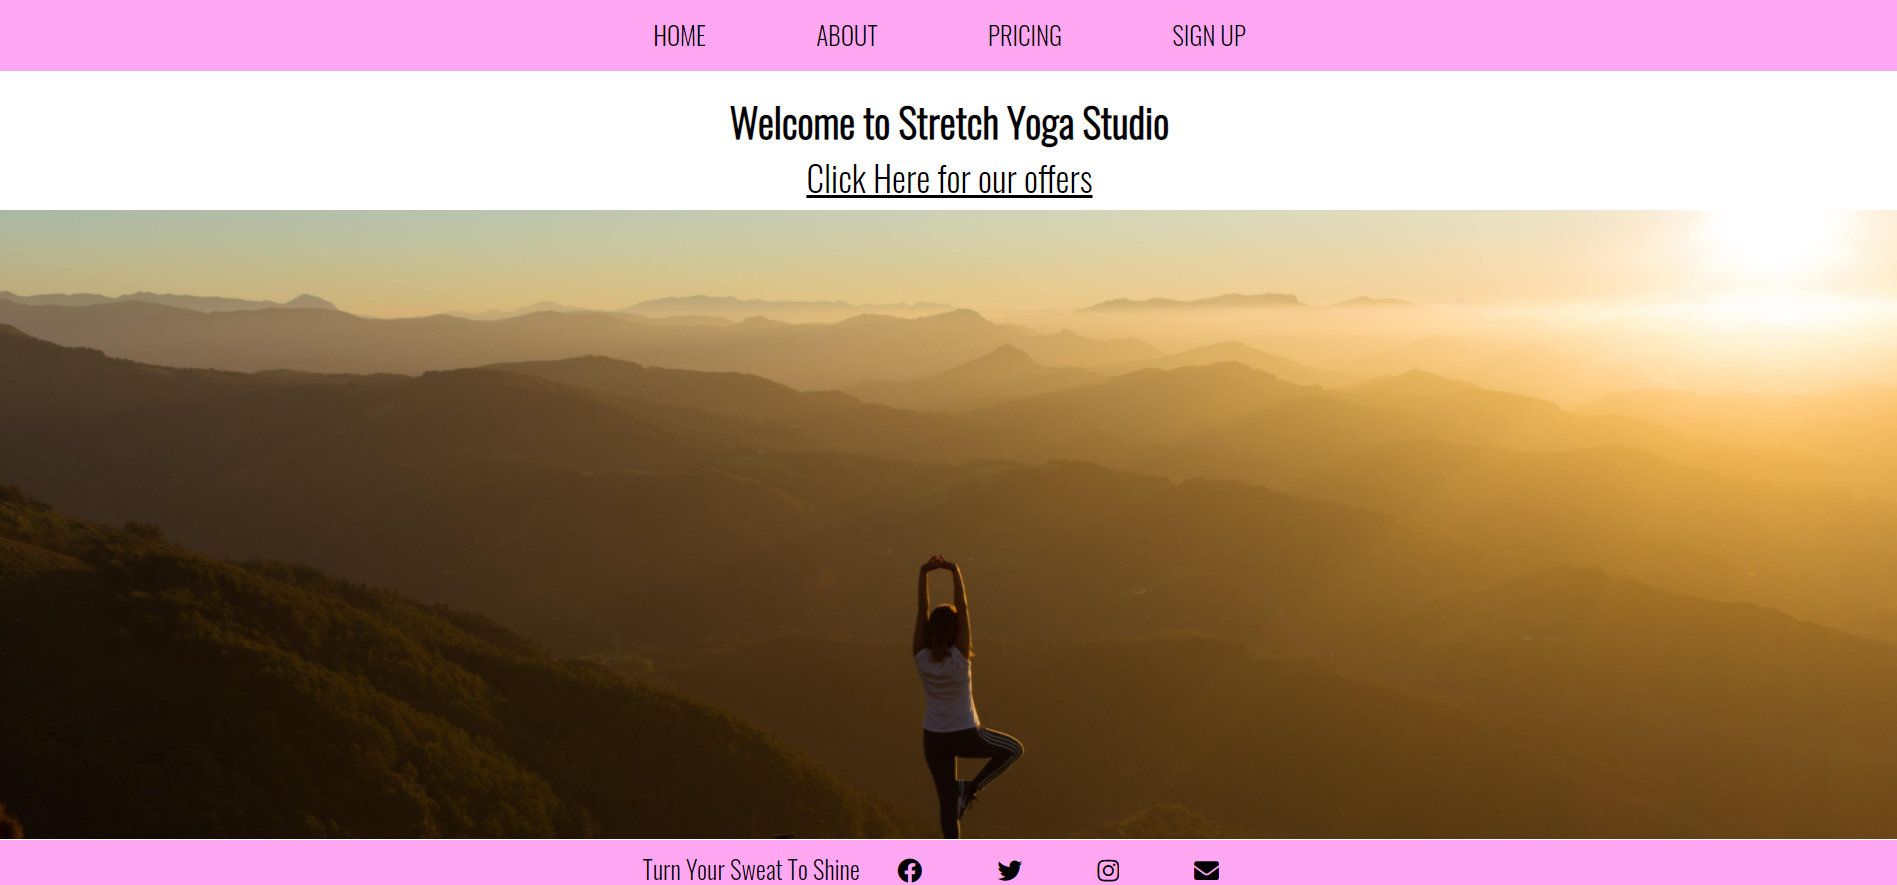 HOME ABOUT PRICING SIGN UP
Welcome to Stretch Yoga Studio
Click Here for our offers
Turn Your Sweat To Shine